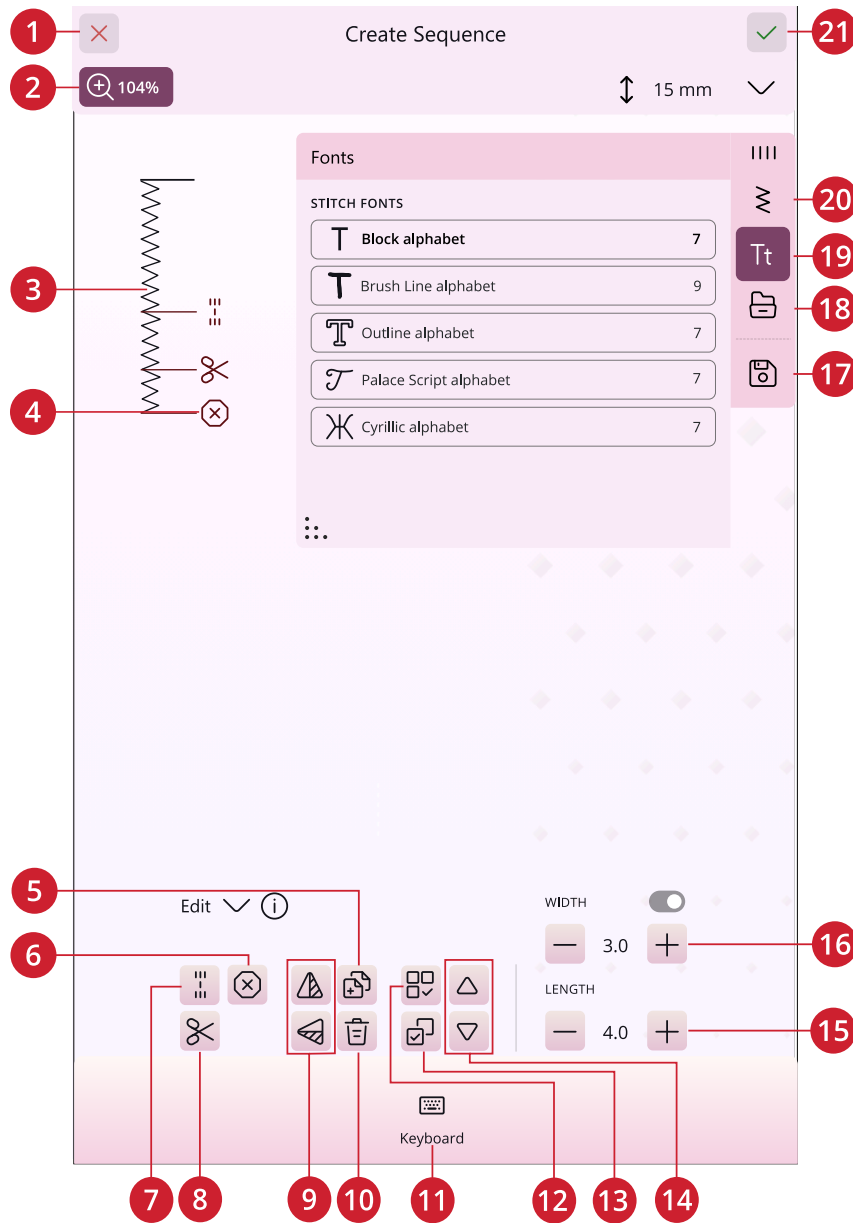 1
Create Sequence
21
2
104%
15 mm
Fonts
STITCH FONTS
T Block alphabet 7
20
T Brush Line alphabet 9
Tt
19
3
T Outline alphabet 7
18
T Palace Script alphabet 7
17
4
Ж Cyrillic alphabet 7
5
Edit i
WIDTH
6
3.0
16
LENGTH
4.0
15
Keyboard
7 8 9 10 11 12 13 14